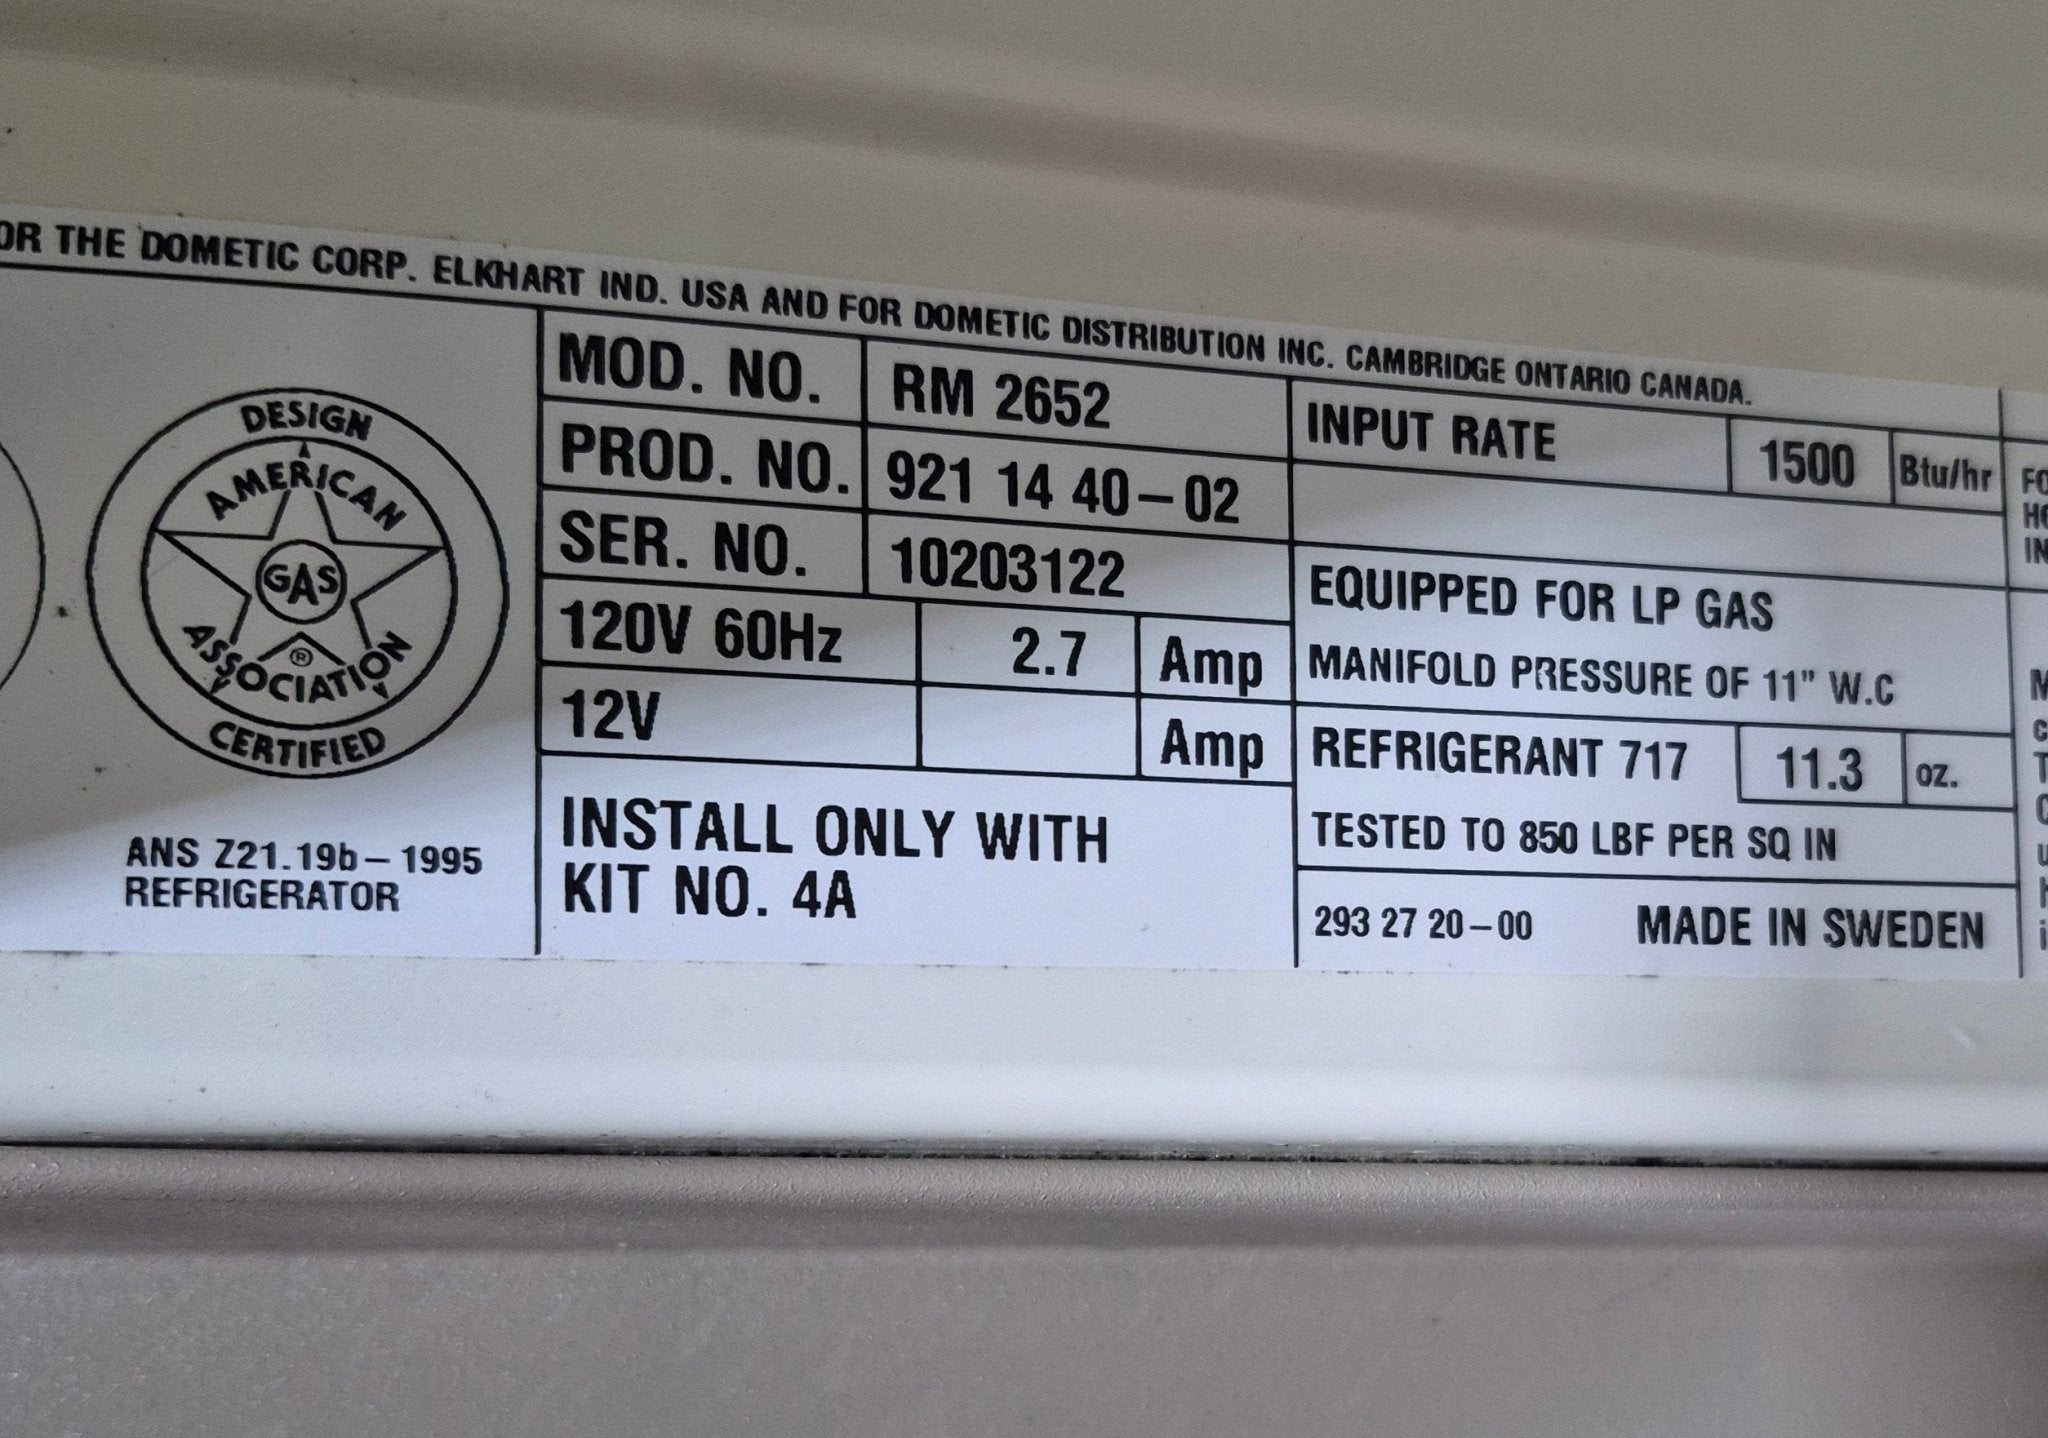 OR THE DOMETIC CORP. ELKHART IND. USA AND FOR DOMETIC DISTRIBUTION INC. CAMBRIDGE ONTARIO CANADA.
DESIGN
AMERICAN
GAS
®
ASSOCIATION
CERTIFIED
ANS Z21.19b–1995
REFRIGERATOR
MOD. NO. RM 2652
PROD. NO. 921 14 40–02
SER. NO. 10203122
120V 60Hz 2.7 Amp
12V Amp
INSTALL ONLY WITH
KIT NO. 4A
INPUT RATE 1500 Btu/hr
EQUIPPED FOR LP GAS
MANIFOLD PRESSURE OF 11" W.C
REFRIGERANT 717 11.3 oz.
TESTED TO 850 LBF PER SQ IN
293 27 20–00 MADE IN SWEDEN